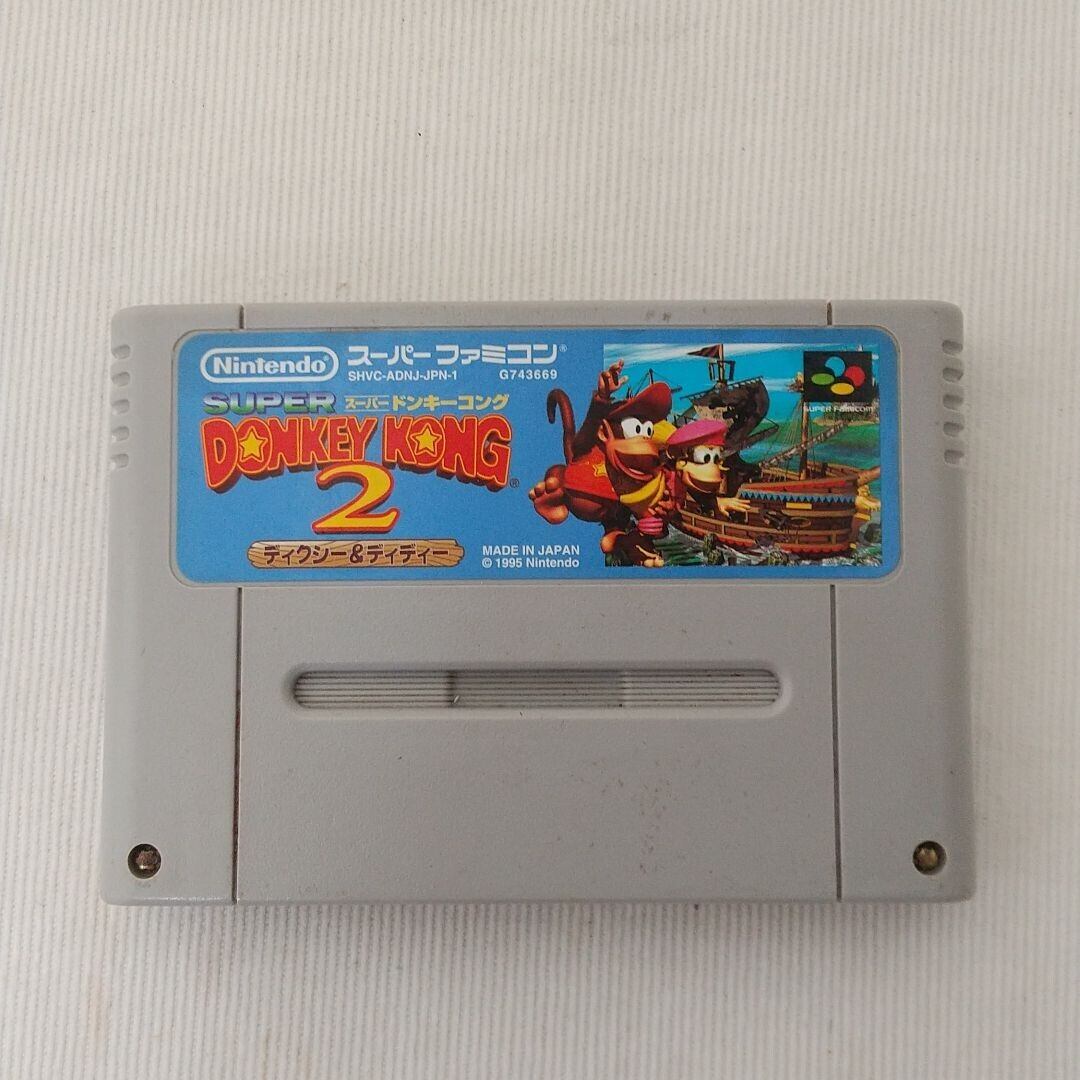 Nintendo
スーパーファミコン®
SHVC-ADNJ-JPN-1 G743669
SUPER スーパードンキーコング
DONKEY KONG®
2
ディクシー&ディディー
MADE IN JAPAN
© 1995 Nintendo
SUPER FAMICOM